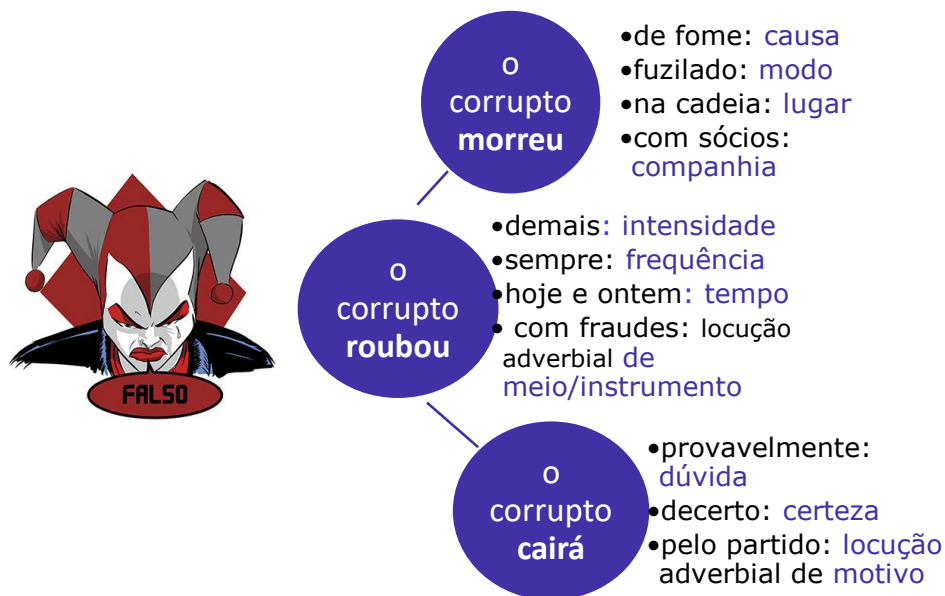 o
corrupto
morreu
•de fome: causa
•fuzilado: modo
•na cadeia: lugar
•com sócios:
companhia
FALSO
o
corrupto
roubou
•demais: intensidade
•sempre: frequência
•hoje e ontem: tempo
• com fraudes: locução
adverbial de
meio/instrumento
o
corrupto
cairá
•provavelmente:
dúvida
•decerto: certeza
•pelo partido: locução
adverbial de motivo